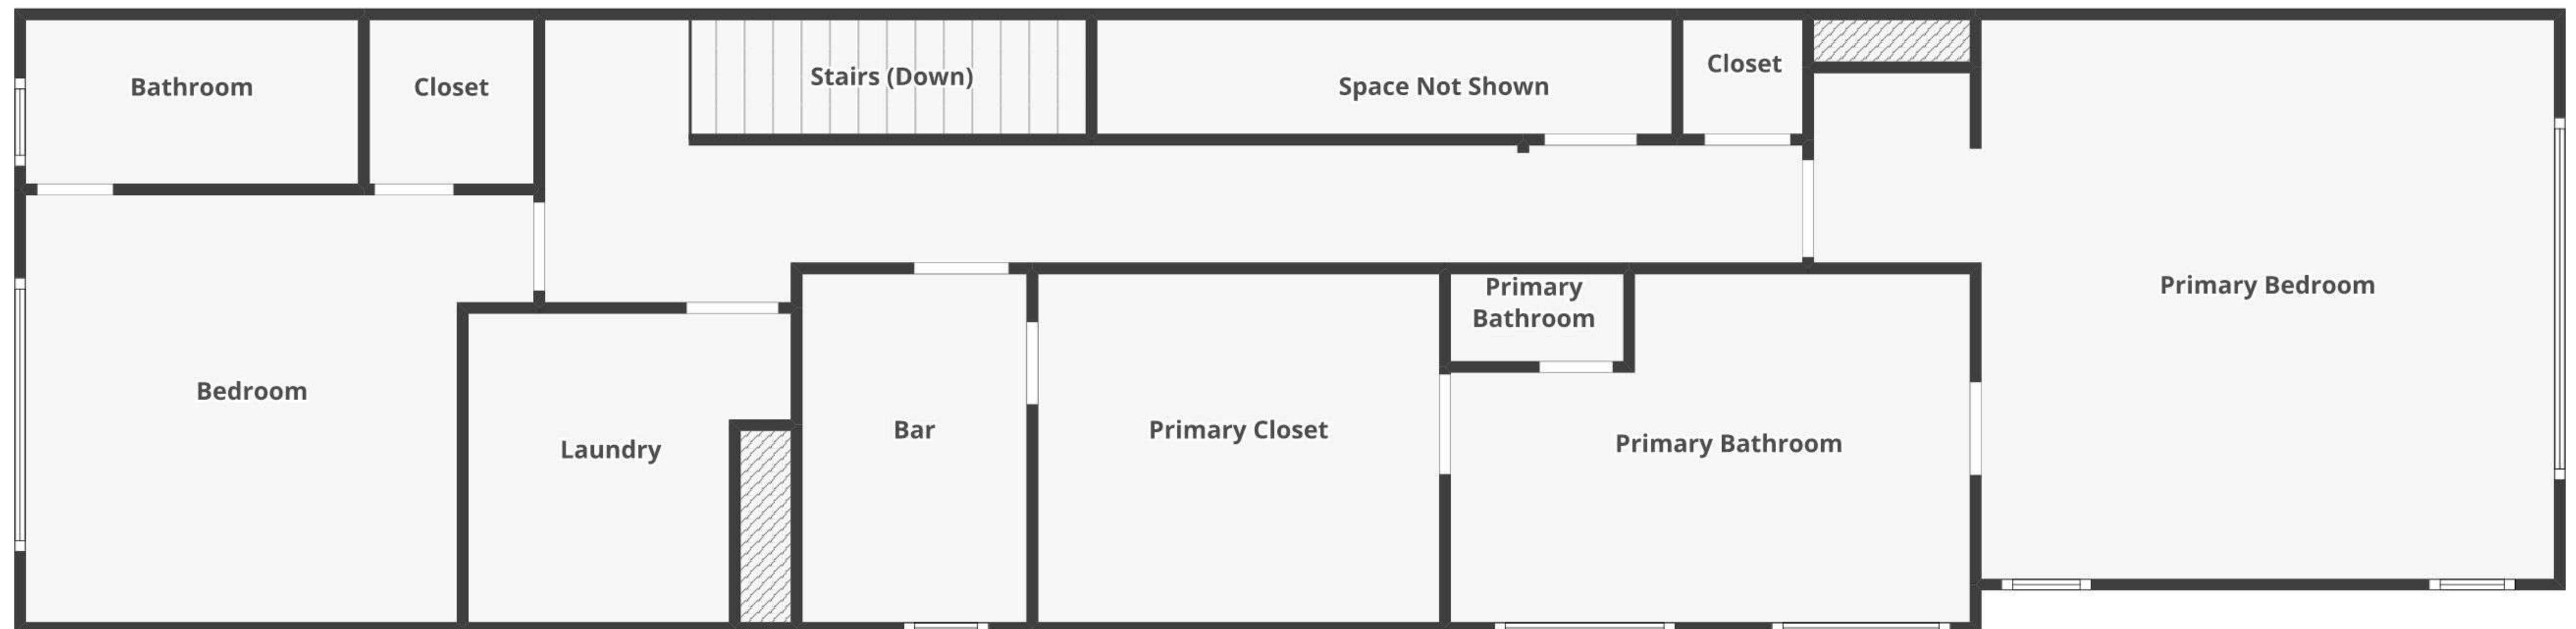 Bathroom
Closet
Stairs (Down)
Space Not Shown
Closet
Bedroom
Laundry
Bar
Primary Closet
Primary
Bathroom
Primary Bathroom
Primary Bedroom